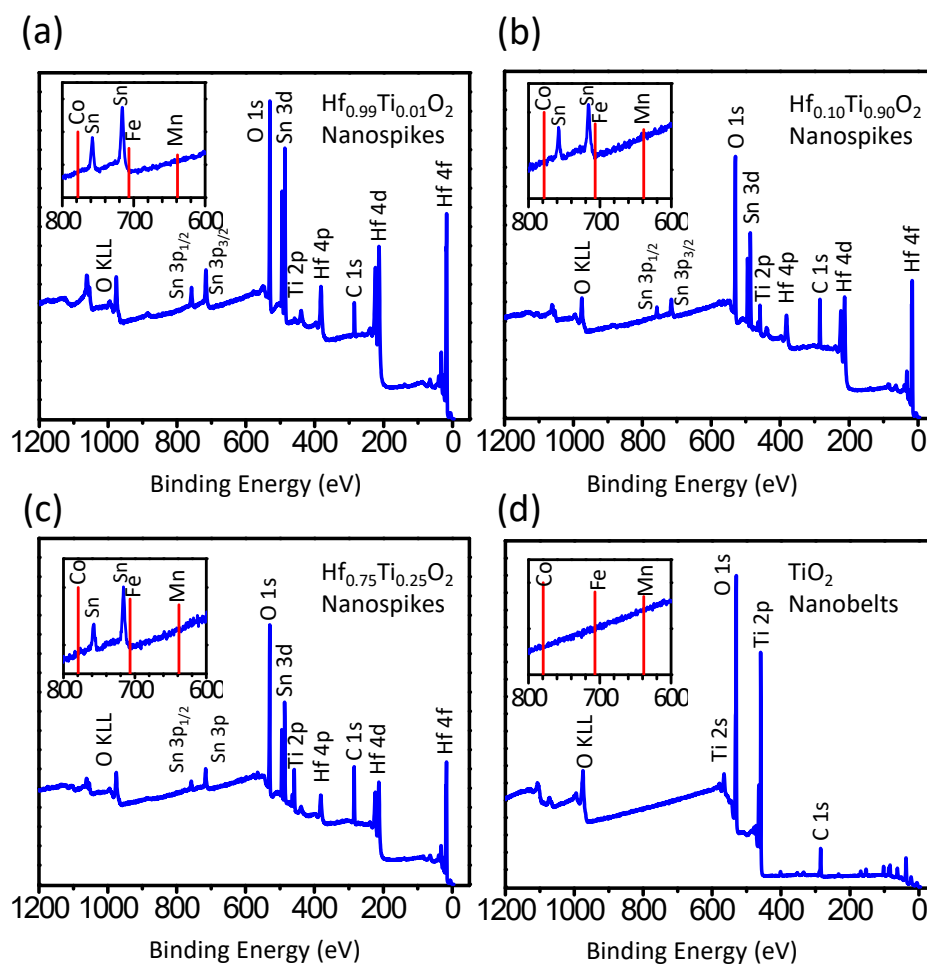 (a)
Hf0.99Ti0.01O2
Nanospikes
Co
Sn
Sn
Fe
Mn
800 700 600
O KLL
Sn 3p1/2
Sn 3p3/2
O 1s
Sn 3d
Ti 2p
Hf 4p
C 1s
Hf 4d
Hf 4f
1200 1000 800 600 400 200 0
Binding Energy (eV)
(b)
Hf0.10Ti0.90O2
Nanospikes
Co
Sn
Sn
Fe
Mn
800 700 600
O KLL
Sn 3p1/2
Sn 3p3/2
O 1s
Sn 3d
Ti 2p
Hf 4p
C 1s
Hf 4d
Hf 4f
1200 1000 800 600 400 200 0
Binding Energy (eV)
(c)
Hf0.75Ti0.25O2
Nanospikes
Co
Sn
Sn
Fe
Mn
800 700 600
O KLL
Sn 3p1/2
Sn 3p
O 1s
Sn 3d
Ti 2p
Hf 4p
C 1s
Hf 4d
Hf 4f
1200 1000 800 600 400 200 0
Binding Energy (eV)
(d)
TiO2
Nanobelts
Co
Fe
Mn
800 700 600
O KLL
Ti 2s
O 1s
Ti 2p
C 1s
1200 1000 800 600 400 200 0
Binding Energy (eV)